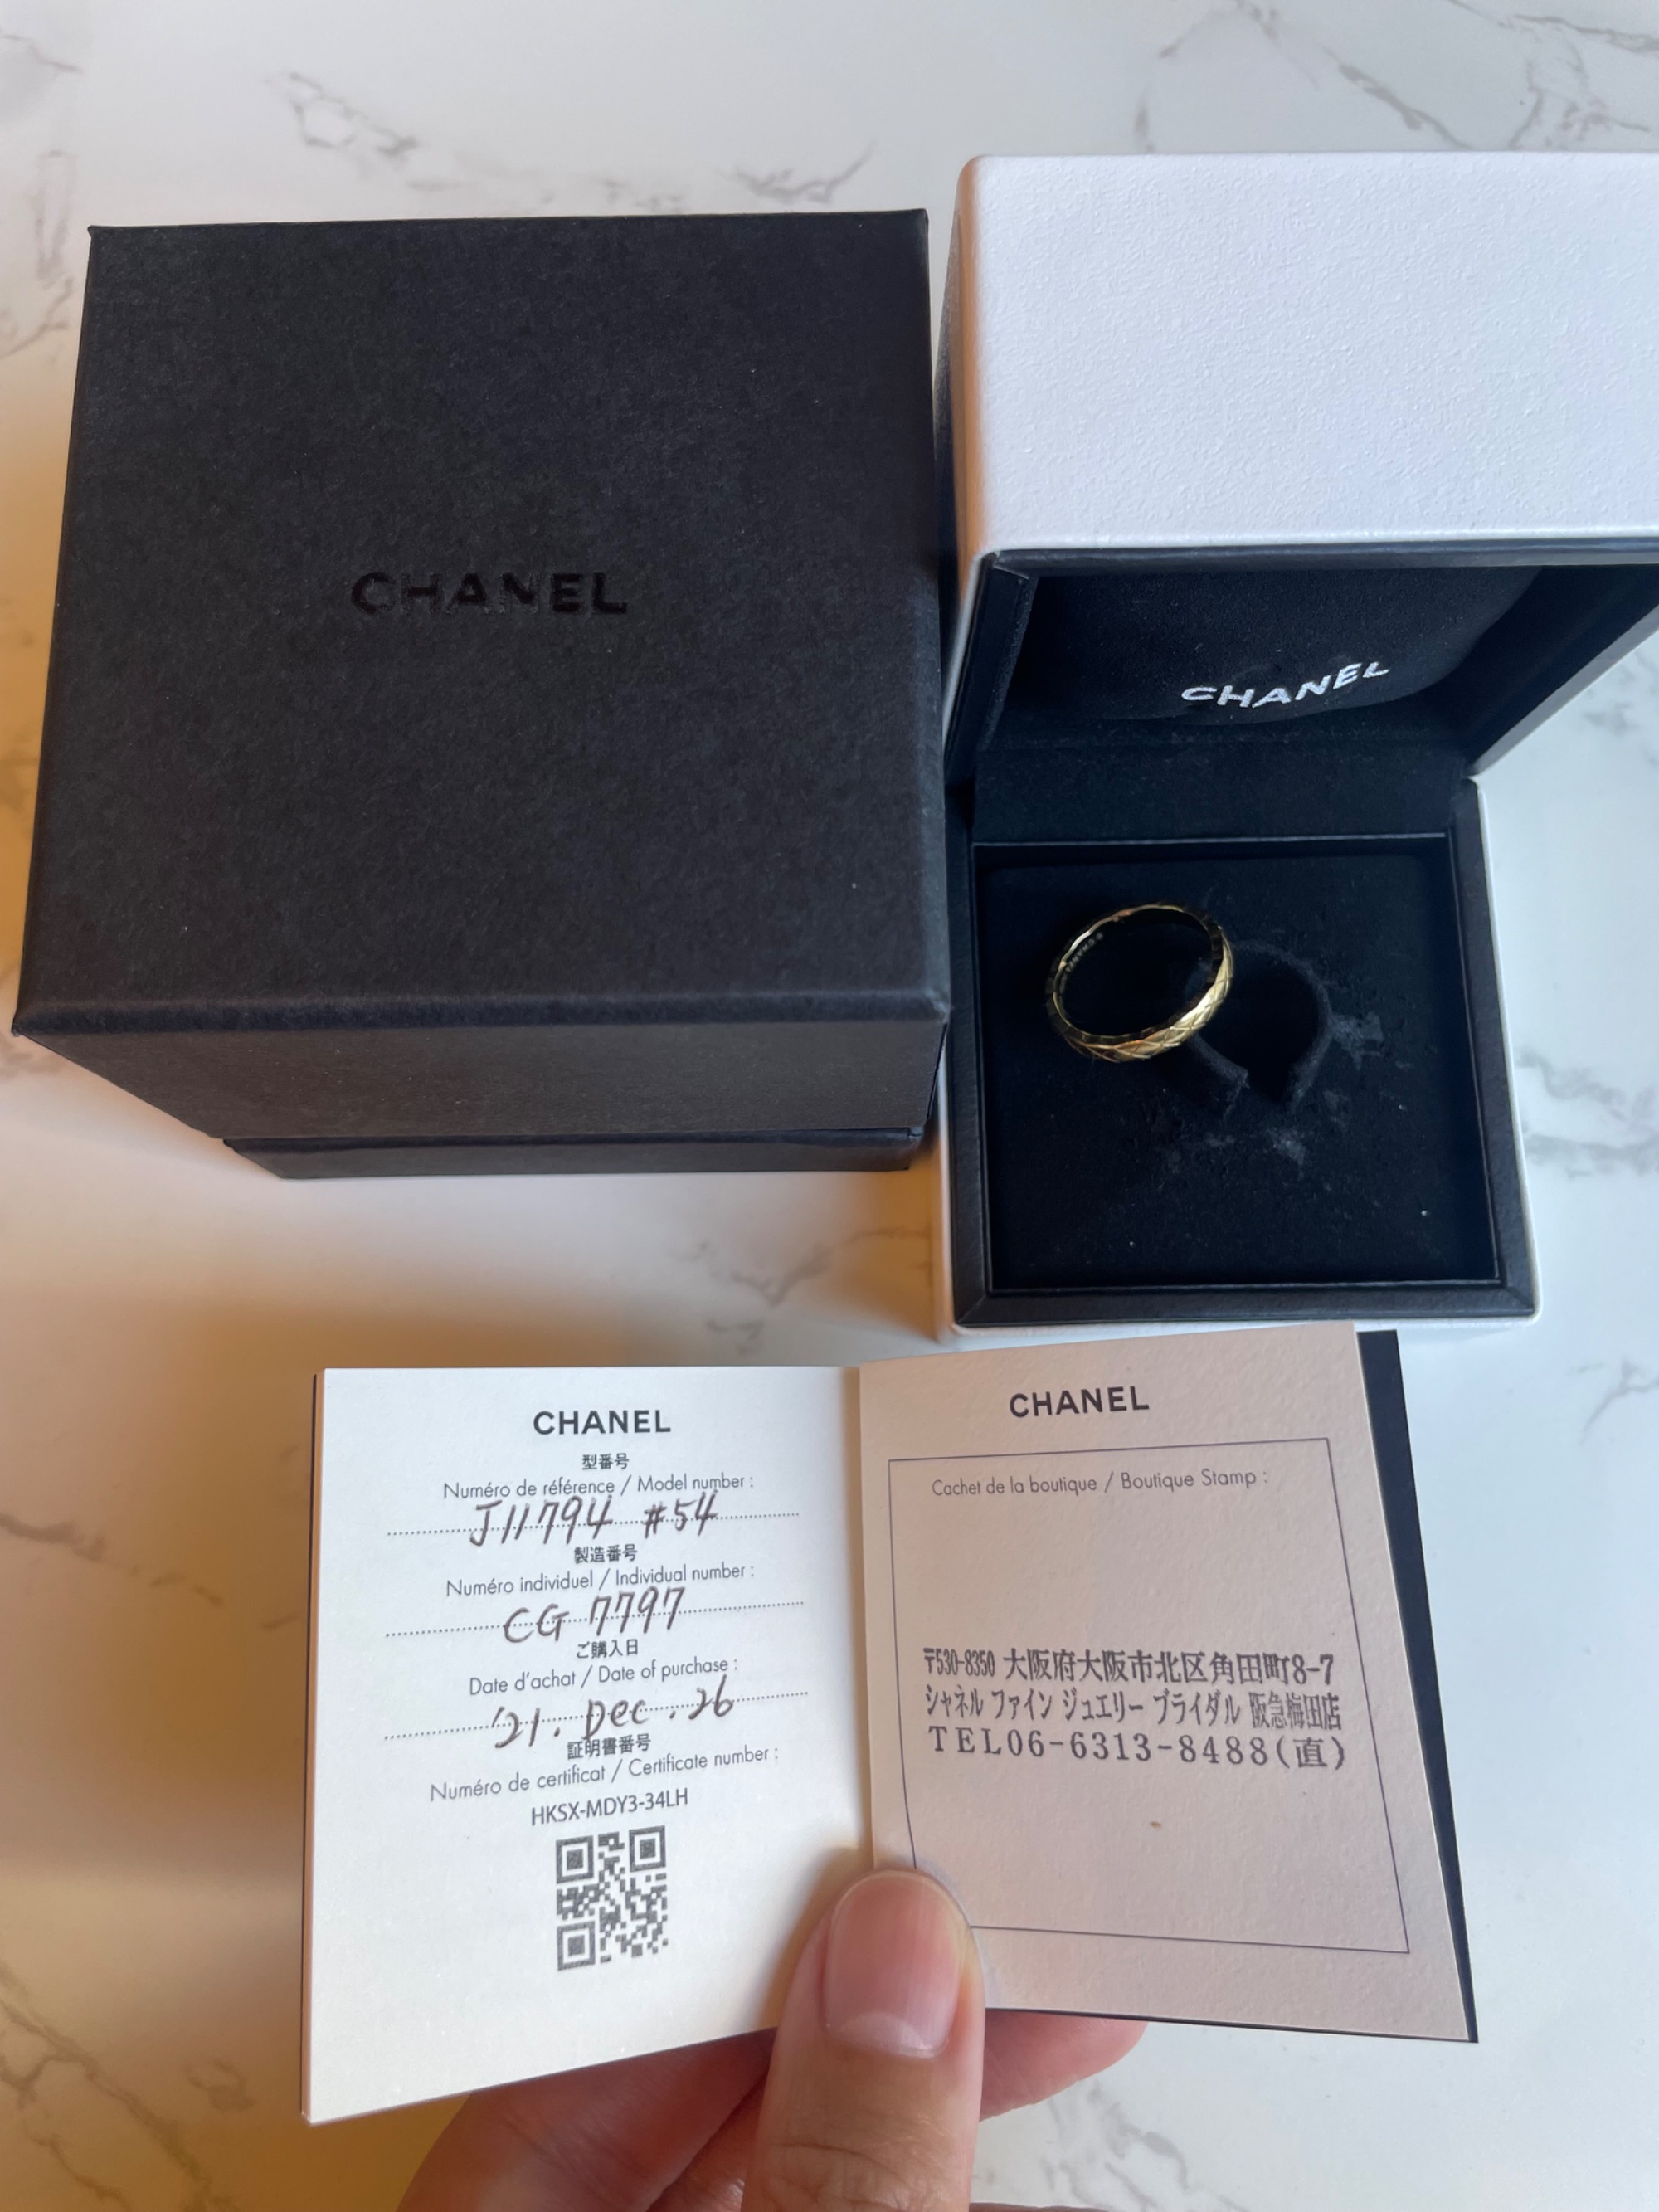 CHANEL
CHANEL
CHANEL
CHANEL
型番号
Numéro de référence / Model number :
J11794 #54
製造番号
Numéro individuel / Individual number :
CG 7797
ご購入日
Date d'achat / Date of purchase :
'21. Dec. 26
証明書番号
Numéro de certificat / Certificate number :
HKSX-MDY3-34LH
CHANEL
Cachet de la boutique / Boutique Stamp :
〒530-8350 大阪府大阪市北区角田町8-7
シャネル ファイン ジュエリー ブライダル 阪急梅田店
TEL06-6313-8488(直)